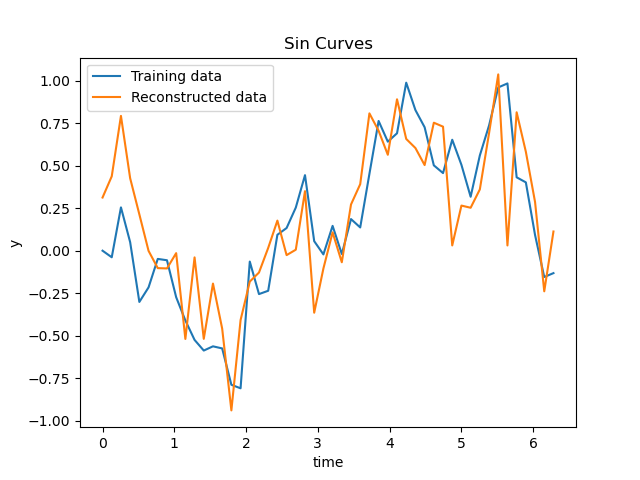 Sin Curves
Training data
Reconstructed data
1.00
0.75
0.50
0.25
0.00
−0.25
−0.50
−0.75
−1.00
y
0 1 2 3 4 5 6
time